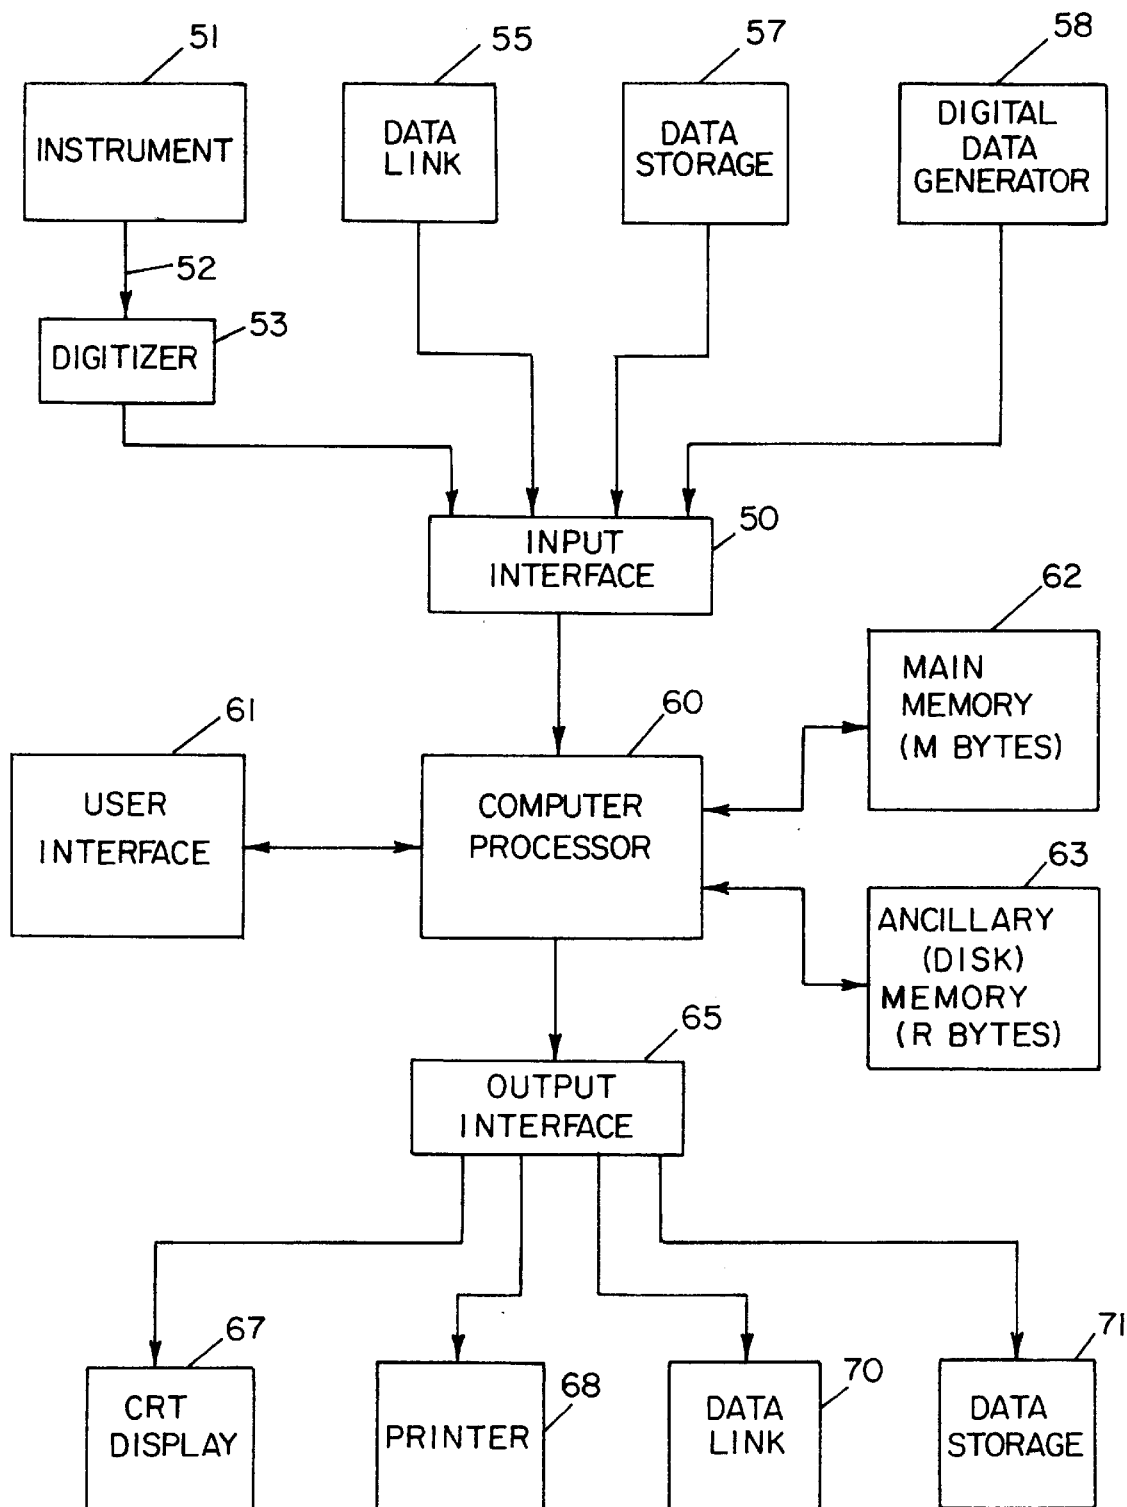 51
55
57
58
INSTRUMENT
DATA
LINK
DATA
STORAGE
DIGITAL
DATA
GENERATOR
52
53
DIGITIZER
50
INPUT
INTERFACE
62
MAIN
MEMORY
(M BYTES)
61
60
USER
INTERFACE
COMPUTER
PROCESSOR
63
ANCILLARY
(DISK)
MEMORY
(R BYTES)
65
OUTPUT
INTERFACE
67
68
70
71
CRT
DISPLAY
PRINTER
DATA
LINK
DATA
STORAGE